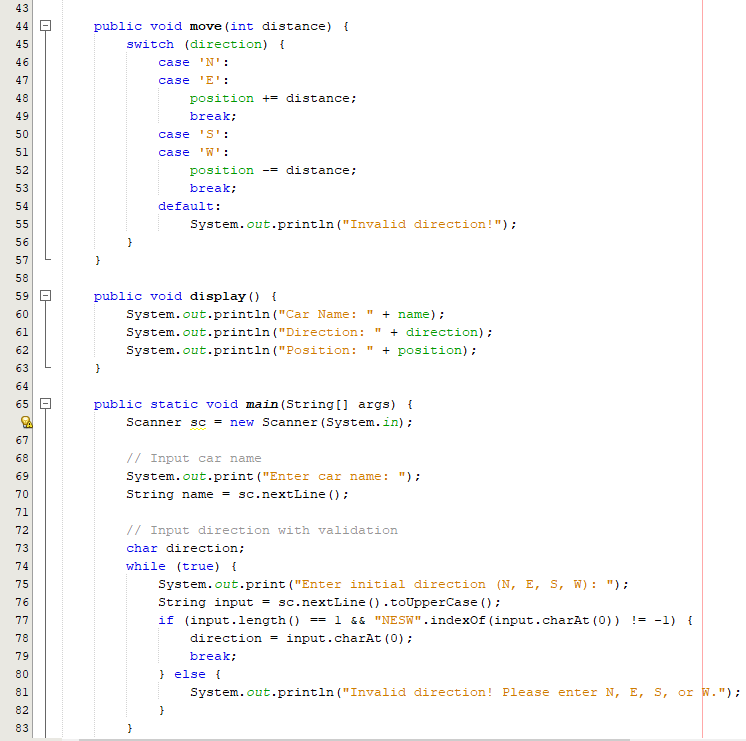 43
44 public void move(int distance) {
45 switch (direction) {
46 case 'N':
47 case 'E':
48 position += distance;
49 break;
50 case 'S':
51 case 'W':
52 position -= distance;
53 break;
54 default:
55 System.out.println("Invalid direction!");
56 }
57 }
58
59 public void display() {
60 System.out.println("Car Name: " + name);
61 System.out.println("Direction: " + direction);
62 System.out.println("Position: " + position);
63 }
64
65 public static void main(String[] args) {
Scanner sc = new Scanner(System.in);
67
68 // Input car name
69 System.out.print("Enter car name: ");
70 String name = sc.nextLine();
71
72 // Input direction with validation
73 char direction;
74 while (true) {
75 System.out.print("Enter initial direction (N, E, S, W): ");
76 String input = sc.nextLine().toUpperCase();
77 if (input.length() == 1 && "NESW".indexOf(input.charAt(0)) != -1) {
78 direction = input.charAt(0);
79 break;
80 } else {
81 System.out.println("Invalid direction! Please enter N, E, S, or W.");
82 }
83 }